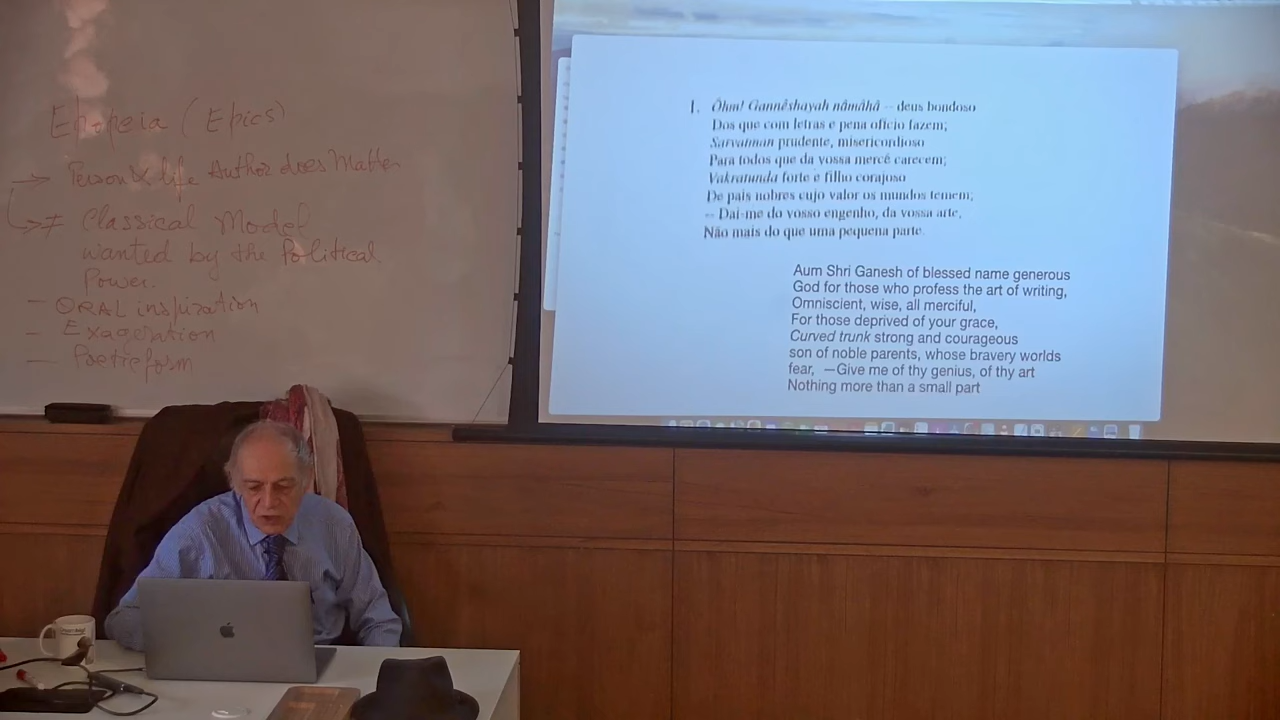 Epopeia (Epics)
→ Person & life Author does Matter
→ ≠ Classical Model
wanted by the Political
Power.
- ORAL inspiration
- Exageration
- Poetic form
1. Ôhm! Gannêshayah nâmâhâ – deus bondoso
Dos que com letras e pena ofício fazem;
Sarvannan prudente, misericordioso
Para todos que da vossa mercê carecem;
Vakratunda forte e filho corajoso
De pais nobres cujo valor os mundos temem;
– Dai-me do vosso engenho, da vossa arte,
Não mais do que uma pequena parte.
Aum Shri Ganesh of blessed name generous
God for those who profess the art of writing,
Omniscient, wise, all merciful,
For those deprived of your grace,
Curved trunk strong and courageous
son of noble parents, whose bravery worlds
fear, —Give me of thy genius, of thy art
Nothing more than a small part